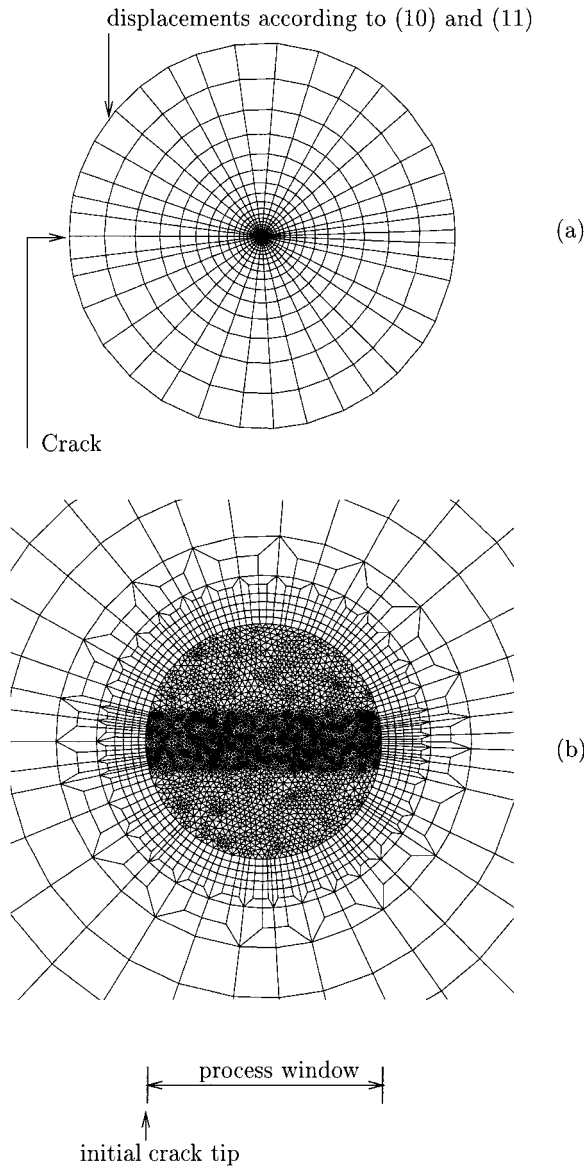 displacements according to (10) and (11)
(a)
Crack
(b)
process window
initial crack tip